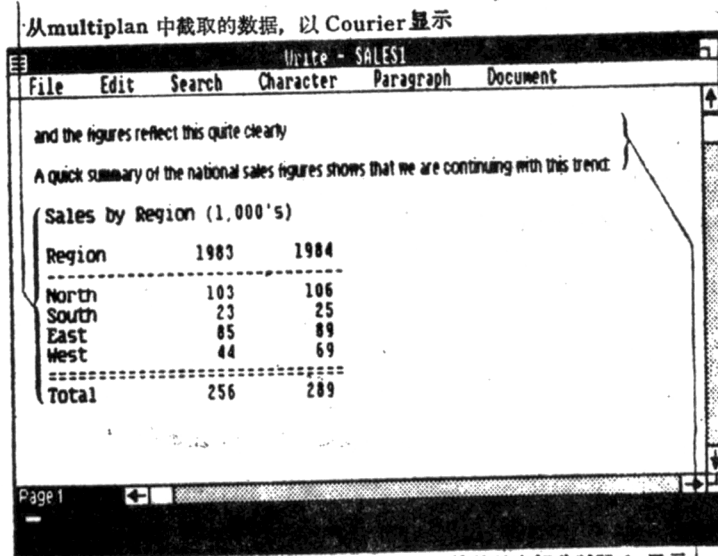 从multiplan 中截取的数据，以 Courier显示
Write - SALES1
File Edit Search Character Paragraph Document
and the figures reflect this quite clearly
A quick summary of the national sales figures shows that we are continuing with this trend:
Sales by Region (1,000's)
Region 1983 1984
North 103 106
South 23 25
East 85 89
West 44 69
Total 256 289
Page 1